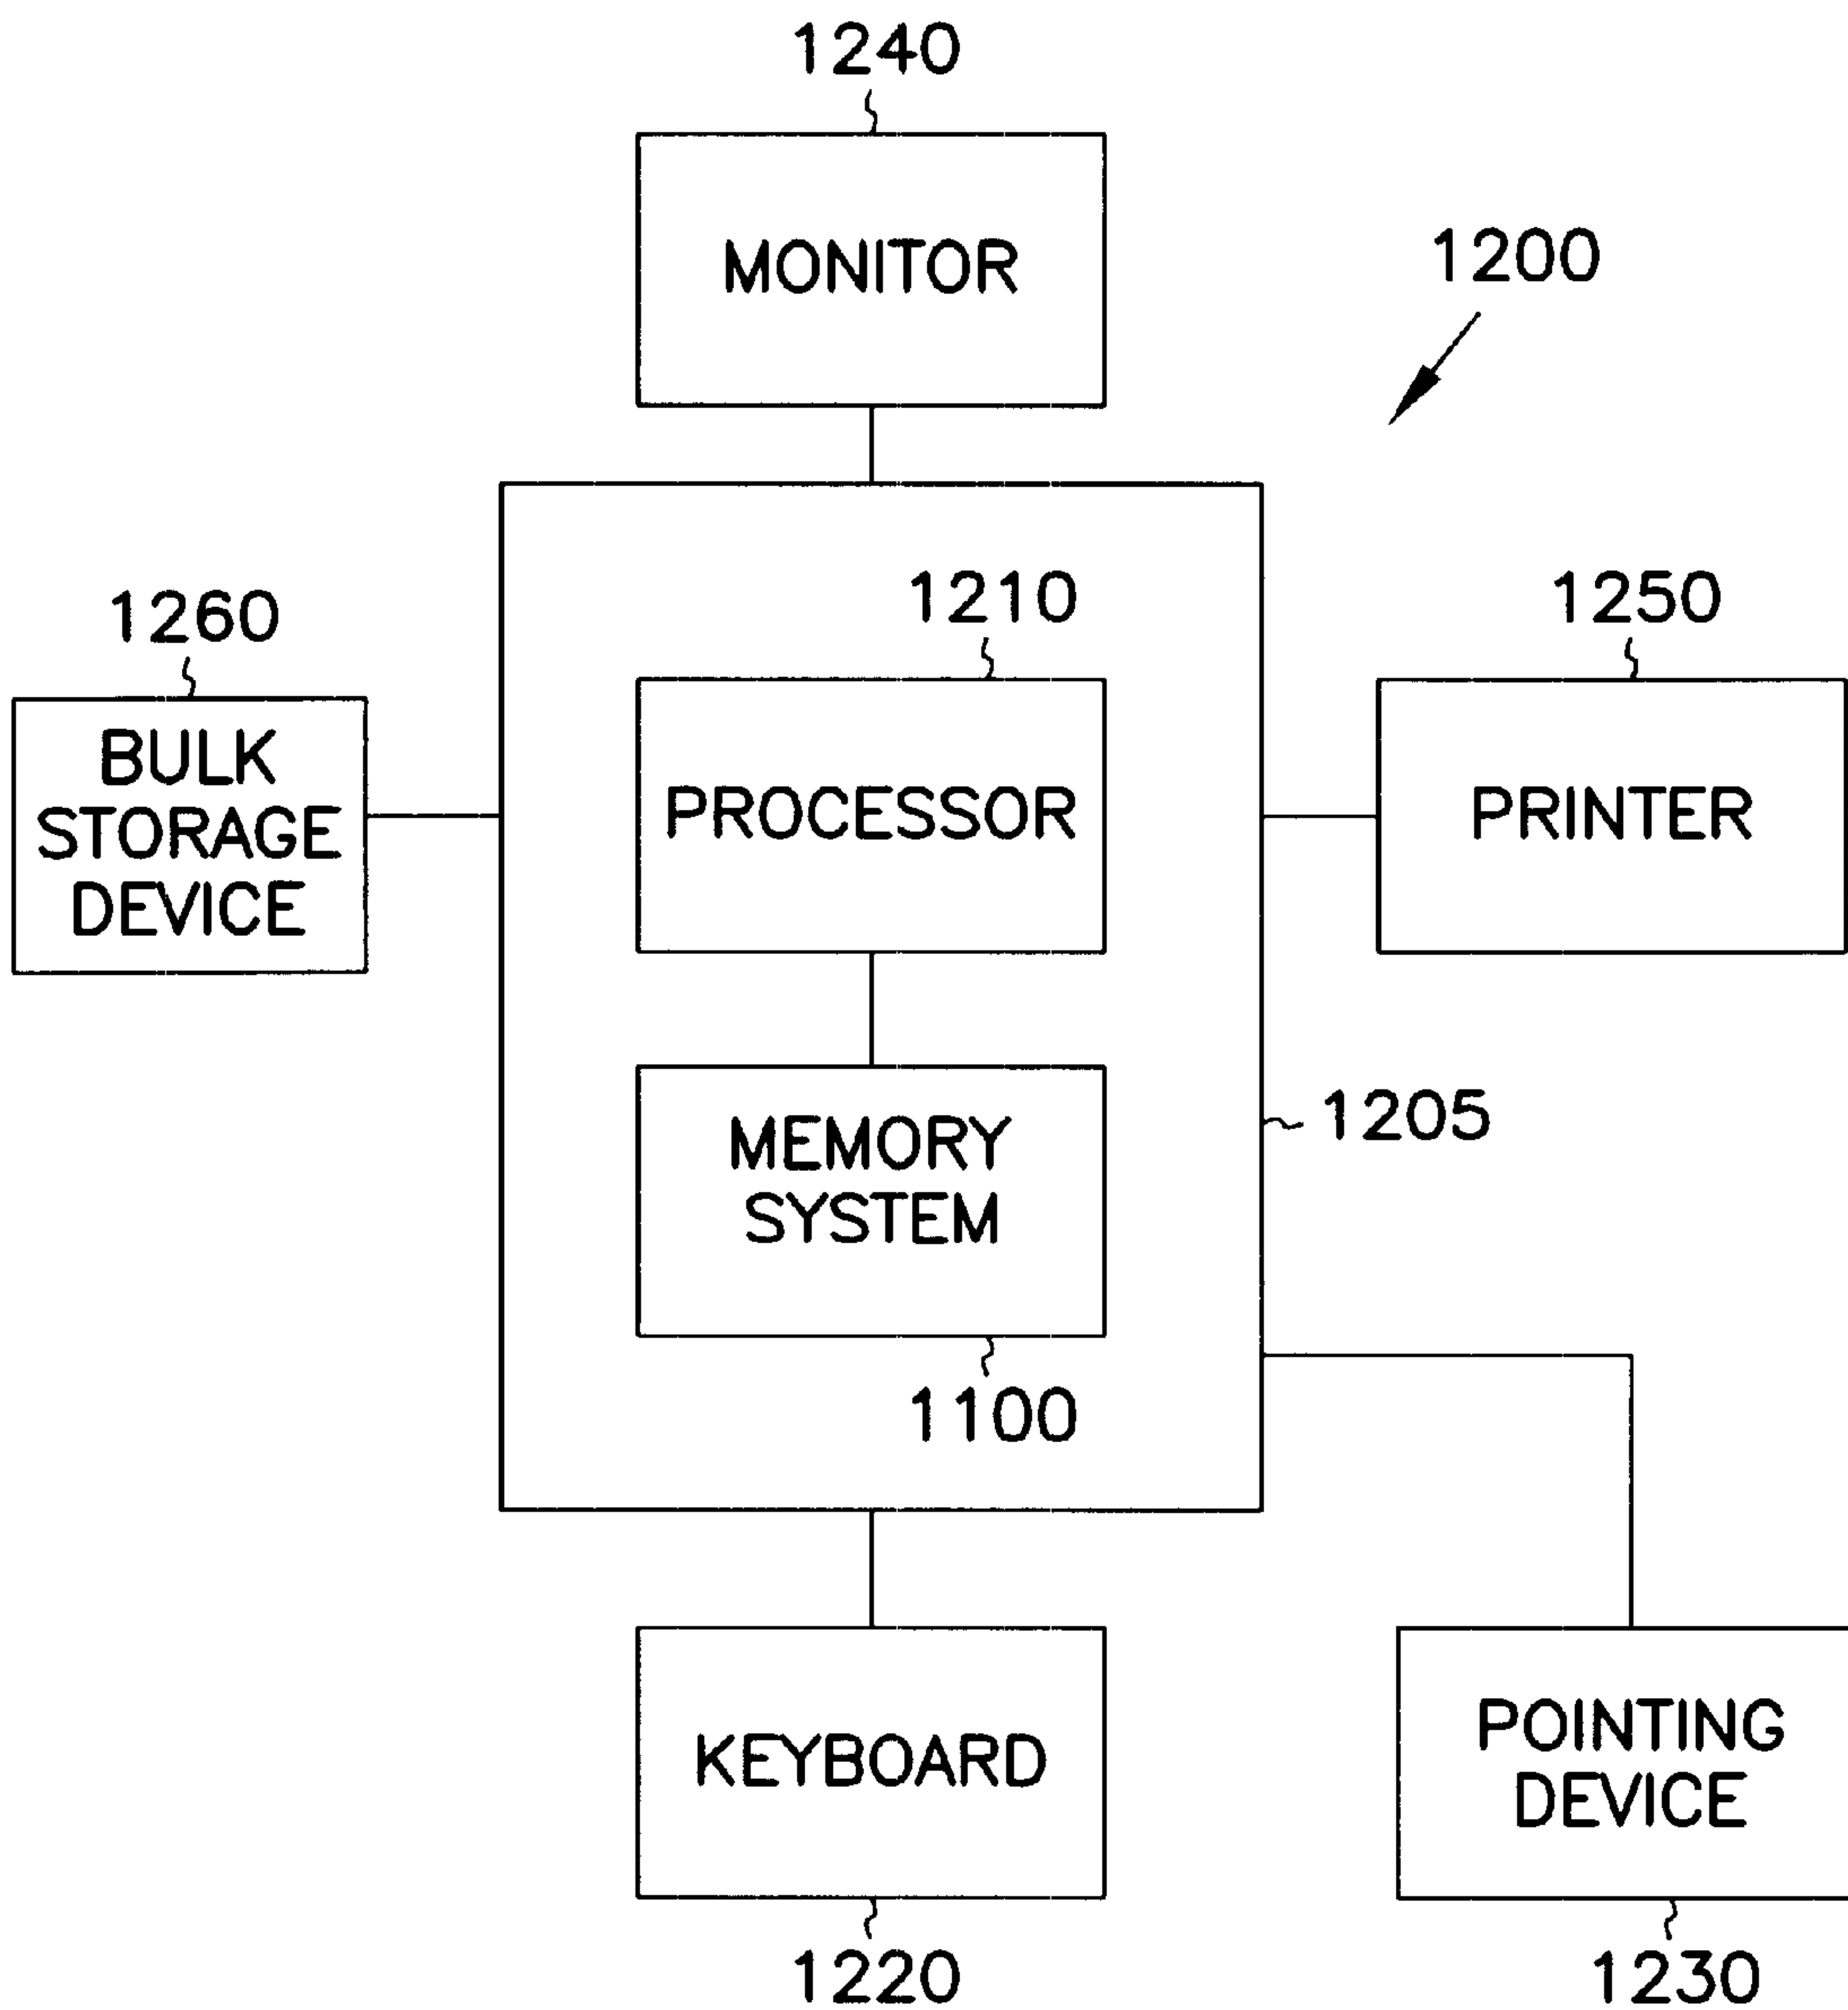 1240
MONITOR
1200
1260
1210
1250
BULK
STORAGE
DEVICE
PROCESSOR
PRINTER
1205
MEMORY
SYSTEM
1100
KEYBOARD
POINTING
DEVICE
1220
1230